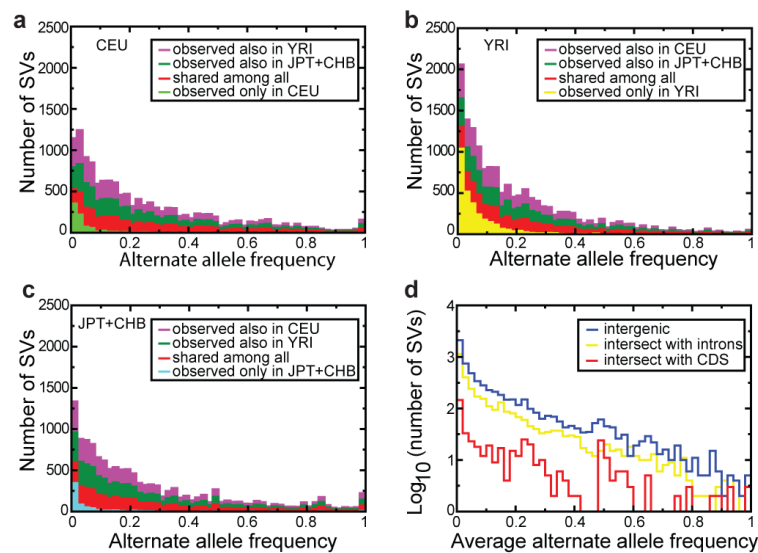 a
CEU
observed also in YRI
observed also in JPT+CHB
shared among all
observed only in CEU
Number of SVs
2500
2000
1500
1000
500
0
0 0.2 0.4 0.6 0.8 1
Alternate allele frequency
b
YRI
observed also in CEU
observed also in JPT+CHB
shared among all
observed only in YRI
Number of SVs
2500
2000
1500
1000
500
0
0 0.2 0.4 0.6 0.8 1
Alternate allele frequency
c
JPT+CHB
observed also in CEU
observed also in YRI
shared among all
observed only in JPT+CHB
Number of SVs
2500
2000
1500
1000
500
0
0 0.2 0.4 0.6 0.8 1
Alternate allele frequency
d
intergenic
intersect with introns
intersect with CDS
Log10 (number of SVs)
4
3
2
1
0
0 0.2 0.4 0.6 0.8 1
Average alternate allele frequency